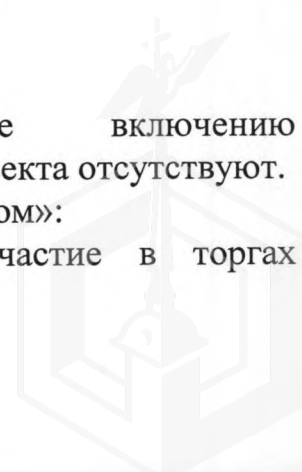 е включению
екта отсутствуют.
ом»:
частие в торгах